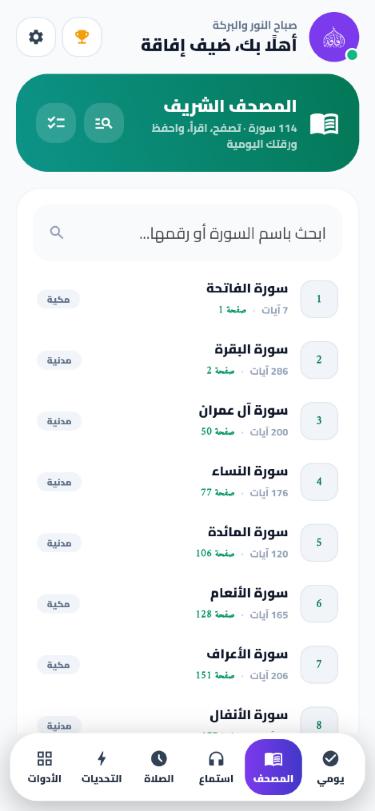 صباح النور والبركة
أهلًا بك، ضيف إفاقة
المصحف الشريف
114 سورة · تصفح، اقرأ، واحفظ
ورقتك اليومية
ابحث باسم السورة أو رقمها...
1
سورة الفاتحة
7 آيات · صفحة 1
مكية
2
سورة البقرة
286 آيات · صفحة 2
مدنية
3
سورة آل عمران
200 آيات · صفحة 50
مدنية
4
سورة النساء
176 آيات · صفحة 77
مدنية
5
سورة المائدة
120 آيات · صفحة 106
مدنية
6
سورة الأنعام
165 آيات · صفحة 128
مكية
7
سورة الأعراف
206 آيات · صفحة 151
مكية
8
سورة الأنفال
مدنية
يومي
المصحف
استماع
الصلاة
التحديات
الأدوات